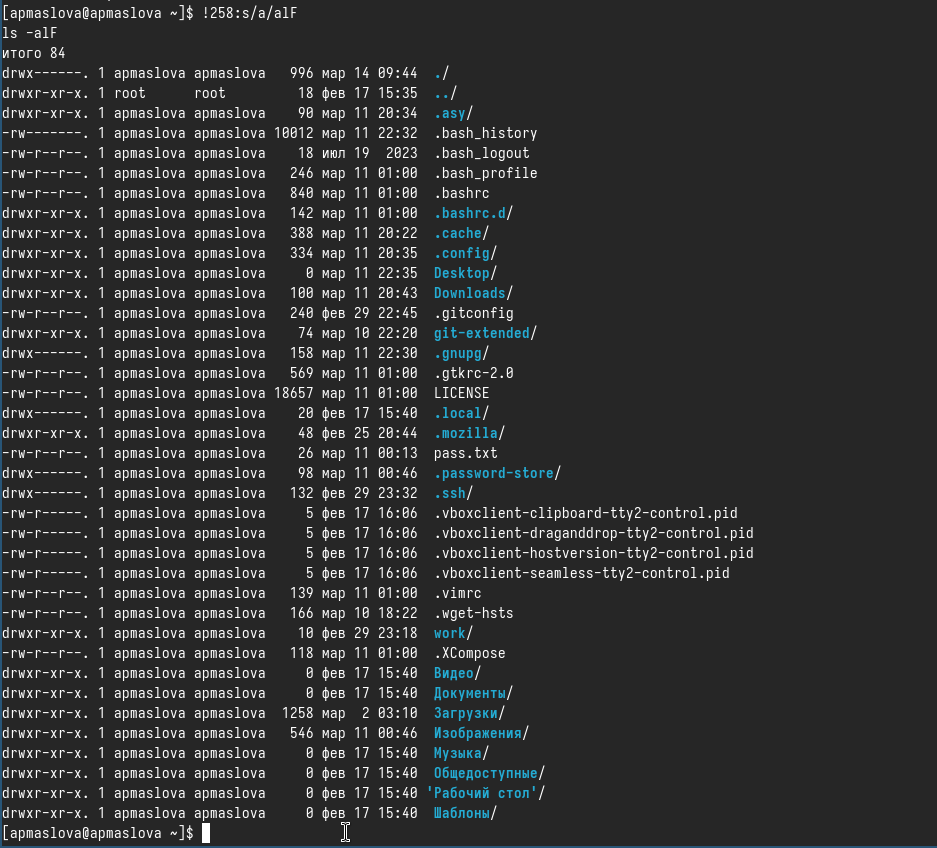 [apmaslova@apmaslova ~]$ !258:s/a/alF
ls -alF
итого 84
drwx------. 1 apmaslova apmaslova   996 мар 14 09:44  ./
drwxr-xr-x. 1 root      root         18 фев 17 15:35  ../
drwxr-xr-x. 1 apmaslova apmaslova    90 мар 11 20:34  .asy/
-rw-------. 1 apmaslova apmaslova 10012 мар 11 22:32  .bash_history
-rw-r--r--. 1 apmaslova apmaslova    18 июл 19  2023  .bash_logout
-rw-r--r--. 1 apmaslova apmaslova   246 мар 11 01:00  .bash_profile
-rw-r--r--. 1 apmaslova apmaslova   840 мар 11 01:00  .bashrc
drwxr-xr-x. 1 apmaslova apmaslova   142 мар 11 01:00  .bashrc.d/
drwxr-xr-x. 1 apmaslova apmaslova   388 мар 11 20:22  .cache/
drwxr-xr-x. 1 apmaslova apmaslova   334 мар 11 20:35  .config/
drwxr-xr-x. 1 apmaslova apmaslova     0 мар 11 22:35  Desktop/
drwxr-xr-x. 1 apmaslova apmaslova   100 мар 11 20:43  Downloads/
-rw-r--r--. 1 apmaslova apmaslova   240 фев 29 22:45  .gitconfig
drwxr-xr-x. 1 apmaslova apmaslova    74 мар 10 22:20  git-extended/
drwx------. 1 apmaslova apmaslova   158 мар 11 22:30  .gnupg/
-rw-r--r--. 1 apmaslova apmaslova   569 мар 11 01:00  .gtkrc-2.0
-rw-r--r--. 1 apmaslova apmaslova 18657 мар 11 01:00  LICENSE
drwx------. 1 apmaslova apmaslova    20 фев 17 15:40  .local/
drwxr-xr-x. 1 apmaslova apmaslova    48 фев 25 20:44  .mozilla/
-rw-r--r--. 1 apmaslova apmaslova    26 мар 11 00:13  pass.txt
drwx------. 1 apmaslova apmaslova    98 мар 11 00:46  .password-store/
drwx------. 1 apmaslova apmaslova   132 фев 29 23:32  .ssh/
-rw-r-----. 1 apmaslova apmaslova     5 фев 17 16:06  .vboxclient-clipboard-tty2-control.pid
-rw-r-----. 1 apmaslova apmaslova     5 фев 17 16:06  .vboxclient-draganddrop-tty2-control.pid
-rw-r-----. 1 apmaslova apmaslova     5 фев 17 16:06  .vboxclient-hostversion-tty2-control.pid
-rw-r-----. 1 apmaslova apmaslova     5 фев 17 16:06  .vboxclient-seamless-tty2-control.pid
-rw-r--r--. 1 apmaslova apmaslova   139 мар 11 01:00  .vimrc
-rw-r--r--. 1 apmaslova apmaslova   166 мар 10 18:22  .wget-hsts
drwxr-xr-x. 1 apmaslova apmaslova    10 фев 29 23:18  work/
-rw-r--r--. 1 apmaslova apmaslova   118 мар 11 01:00  .XCompose
drwxr-xr-x. 1 apmaslova apmaslova     0 фев 17 15:40  Видео/
drwxr-xr-x. 1 apmaslova apmaslova     0 фев 17 15:40  Документы/
drwxr-xr-x. 1 apmaslova apmaslova  1258 мар  2 03:10  Загрузки/
drwxr-xr-x. 1 apmaslova apmaslova   546 мар 11 00:46  Изображения/
drwxr-xr-x. 1 apmaslova apmaslova     0 фев 17 15:40  Музыка/
drwxr-xr-x. 1 apmaslova apmaslova     0 фев 17 15:40  Общедоступные/
drwxr-xr-x. 1 apmaslova apmaslova     0 фев 17 15:40 'Рабочий стол'/
drwxr-xr-x. 1 apmaslova apmaslova     0 фев 17 15:40  Шаблоны/
[apmaslova@apmaslova ~]$